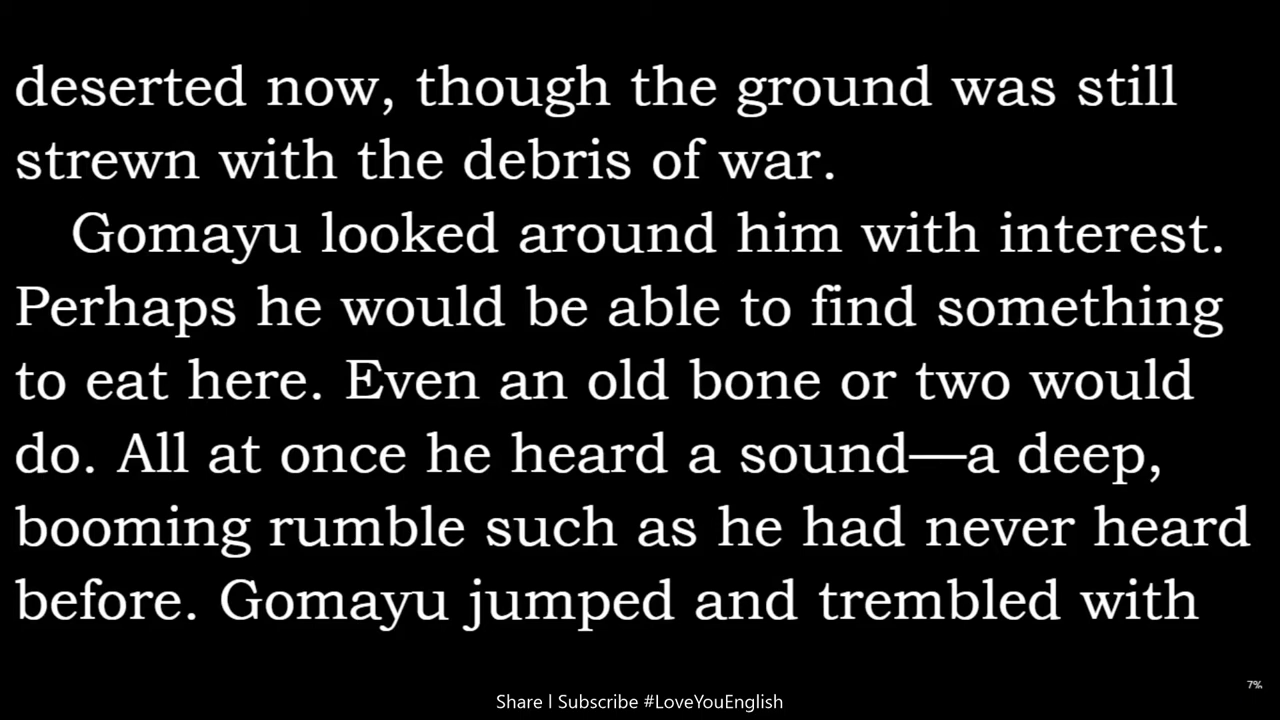 deserted now, though the ground was still
strewn with the debris of war.
Gomayu looked around him with interest.
Perhaps he would be able to find something
to eat here. Even an old bone or two would
do. All at once he heard a sound—a deep,
booming rumble such as he had never heard
before. Gomayu jumped and trembled with
7%
Share | Subscribe #LoveYouEnglish